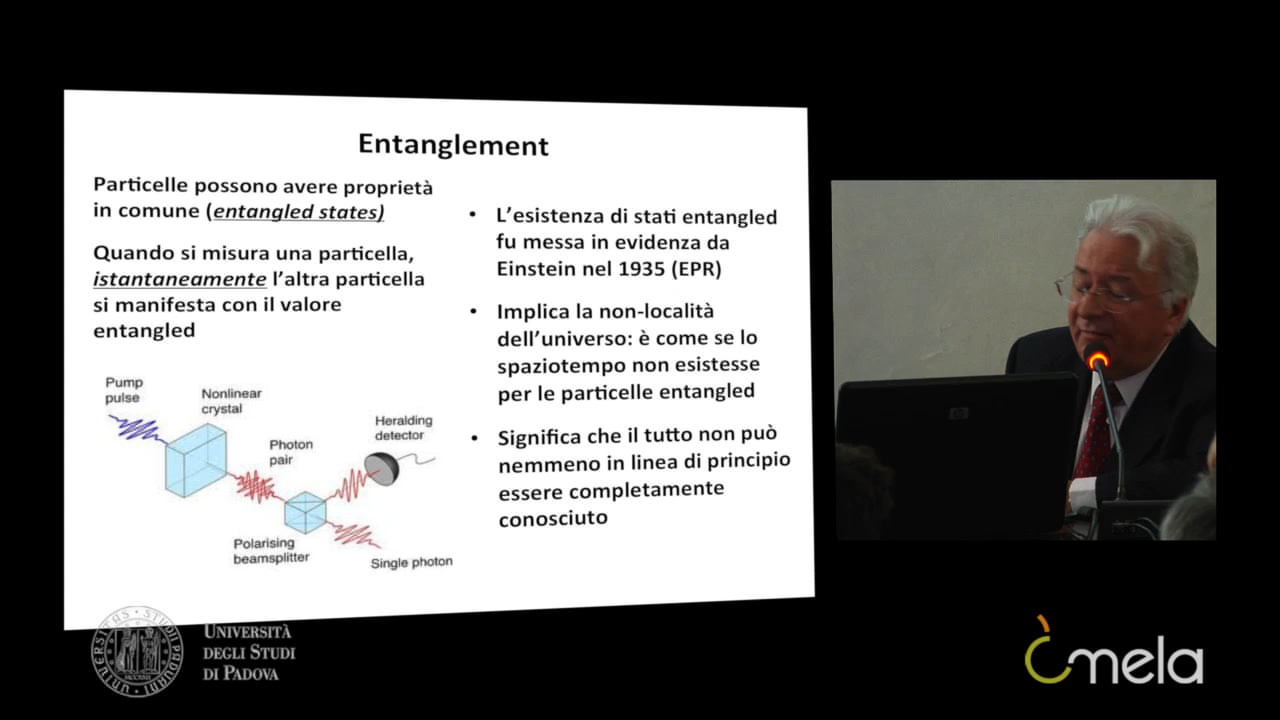 Entanglement
Particelle possono avere proprietà
in comune (entangled states)
Quando si misura una particella,
istantaneamente l’altra particella
si manifesta con il valore
entangled
Pump
pulse
Nonlinear
crystal
Photon
pair
Heralding
detector
Polarising
beamsplitter
Single photon
• L’esistenza di stati entangled
fu messa in evidenza da
Einstein nel 1935 (EPR)
• Implica la non-località
dell’universo: è come se lo
spaziotempo non esistesse
per le particelle entangled
• Significa che il tutto non può
nemmeno in linea di principio
essere completamente
conosciuto
hp
UNIVERSITÀ
DEGLI STUDI
DI PADOVA
mela